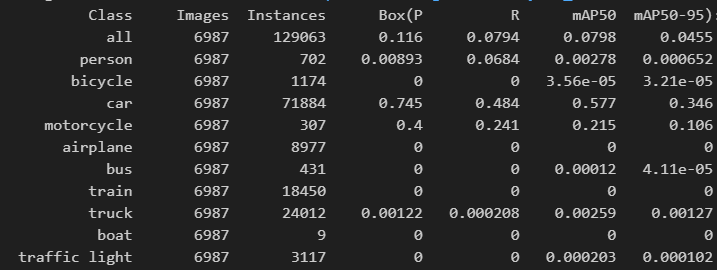 Class Images Instances Box(P R mAP50 mAP50-95):
all 6987 129063 0.116 0.0794 0.0798 0.0455
person 6987 702 0.00893 0.0684 0.00278 0.000652
bicycle 6987 1174 0 0 3.56e-05 3.21e-05
car 6987 71884 0.745 0.484 0.577 0.346
motorcycle 6987 307 0.4 0.241 0.215 0.106
airplane 6987 8977 0 0 0 0
bus 6987 431 0 0 0.00012 4.11e-05
train 6987 18450 0 0 0 0
truck 6987 24012 0.00122 0.000208 0.00259 0.00127
boat 6987 9 0 0 0 0
traffic light 6987 3117 0 0 0.000203 0.000102